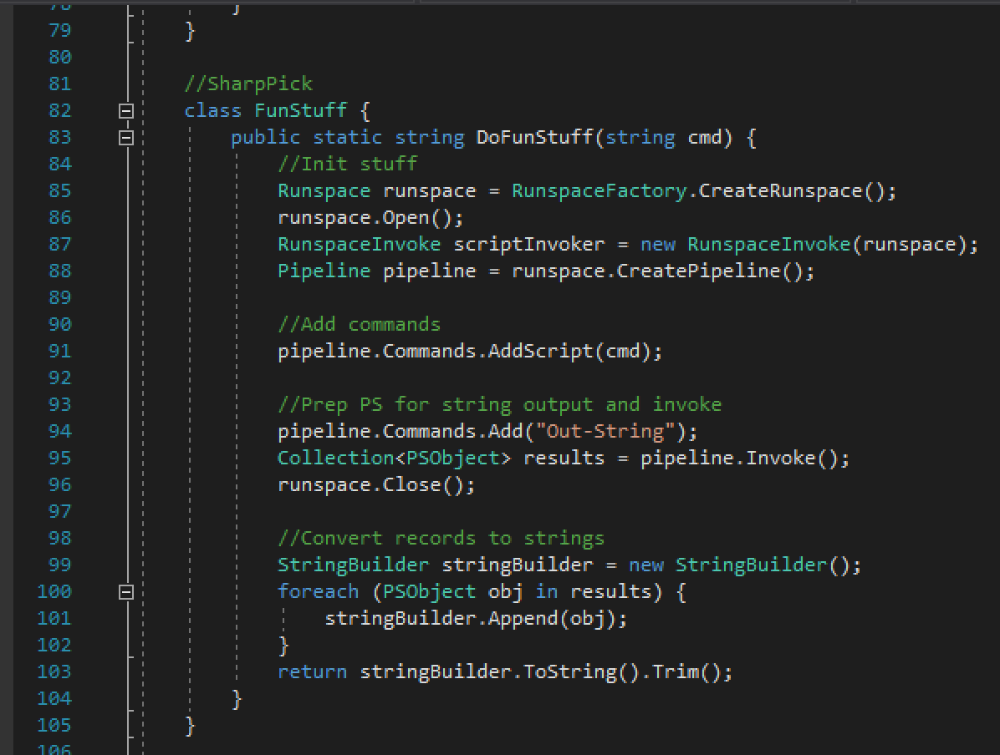 79 }
80
81 //SharpPick
82 class FunStuff {
83 public static string DoFunStuff(string cmd) {
84 //Init stuff
85 Runspace runspace = RunspaceFactory.CreateRunspace();
86 runspace.Open();
87 RunspaceInvoke scriptInvoker = new RunspaceInvoke(runspace);
88 Pipeline pipeline = runspace.CreatePipeline();
89
90 //Add commands
91 pipeline.Commands.AddScript(cmd);
92
93 //Prep PS for string output and invoke
94 pipeline.Commands.Add("Out-String");
95 Collection<PSObject> results = pipeline.Invoke();
96 runspace.Close();
97
98 //Convert records to strings
99 StringBuilder stringBuilder = new StringBuilder();
100 foreach (PSObject obj in results) {
101 stringBuilder.Append(obj);
102 }
103 return stringBuilder.ToString().Trim();
104 }
105 }
106